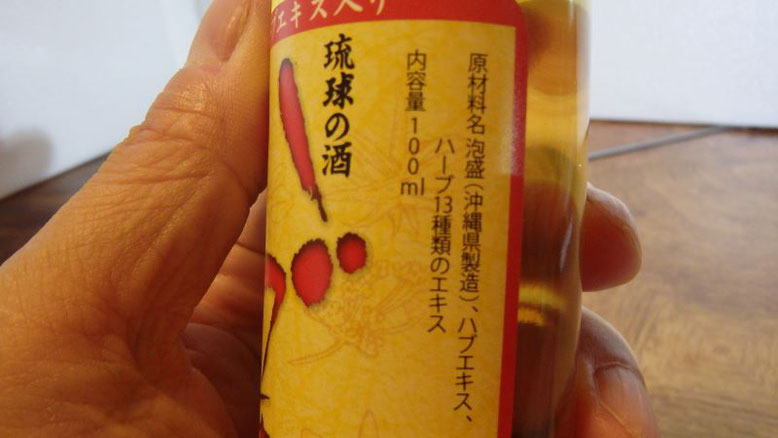 エキス入り
原材料名 泡盛(沖縄県製造)、ハブエキス、
ハーブ13種類のエキス
内容量 100ml
琉球の酒